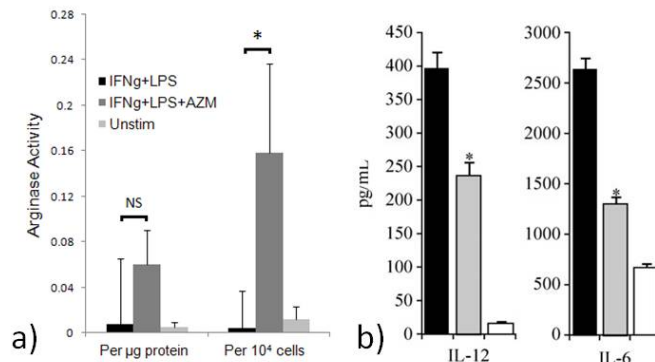 a)
Arginase Activity
0.28
0.24
0.2
0.16
0.12
0.08
0.04
0
IFNg+LPS
IFNg+LPS+AZM
Unstim
NS
*
Per µg protein
Per 10⁴ cells
b)
pg/mL
450
400
350
300
250
200
150
100
50
00
*
IL-12
3000
2500
2000
1500
1000
500
0
*
IL-6